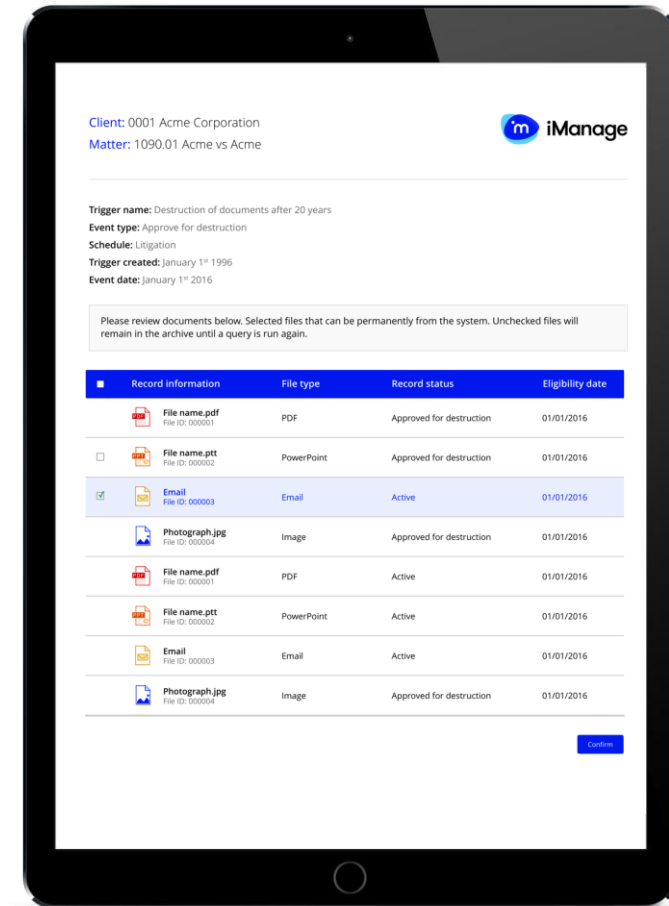 Client: 0001 Acme Corporation
Matter: 1090.01 Acme vs Acme
im iManage
Trigger name: Destruction of documents after 20 years
Event type: Approve for destruction
Schedule: Litigation
Trigger created: January 1st 1996
Event date: January 1st 2016
Please review documents below. Selected files that can be permanently from the system. Unchecked files will
remain in the archive until a query is run again.
Record information File type Record status Eligibility date
PDF File name.pdf PDF Approved for destruction 01/01/2016
File ID: 000001
PPT File name.ptt PowerPoint Approved for destruction 01/01/2016
File ID: 000002
Email Email Active 01/01/2016
File ID: 000003
Photograph.jpg Image Approved for destruction 01/01/2016
File ID: 000004
PDF File name.pdf PDF Active 01/01/2016
File ID: 000001
PPT File name.ptt PowerPoint Active 01/01/2016
File ID: 000002
Email Email Active 01/01/2016
File ID: 000003
Photograph.jpg Image Approved for destruction 01/01/2016
File ID: 000004
Confirm